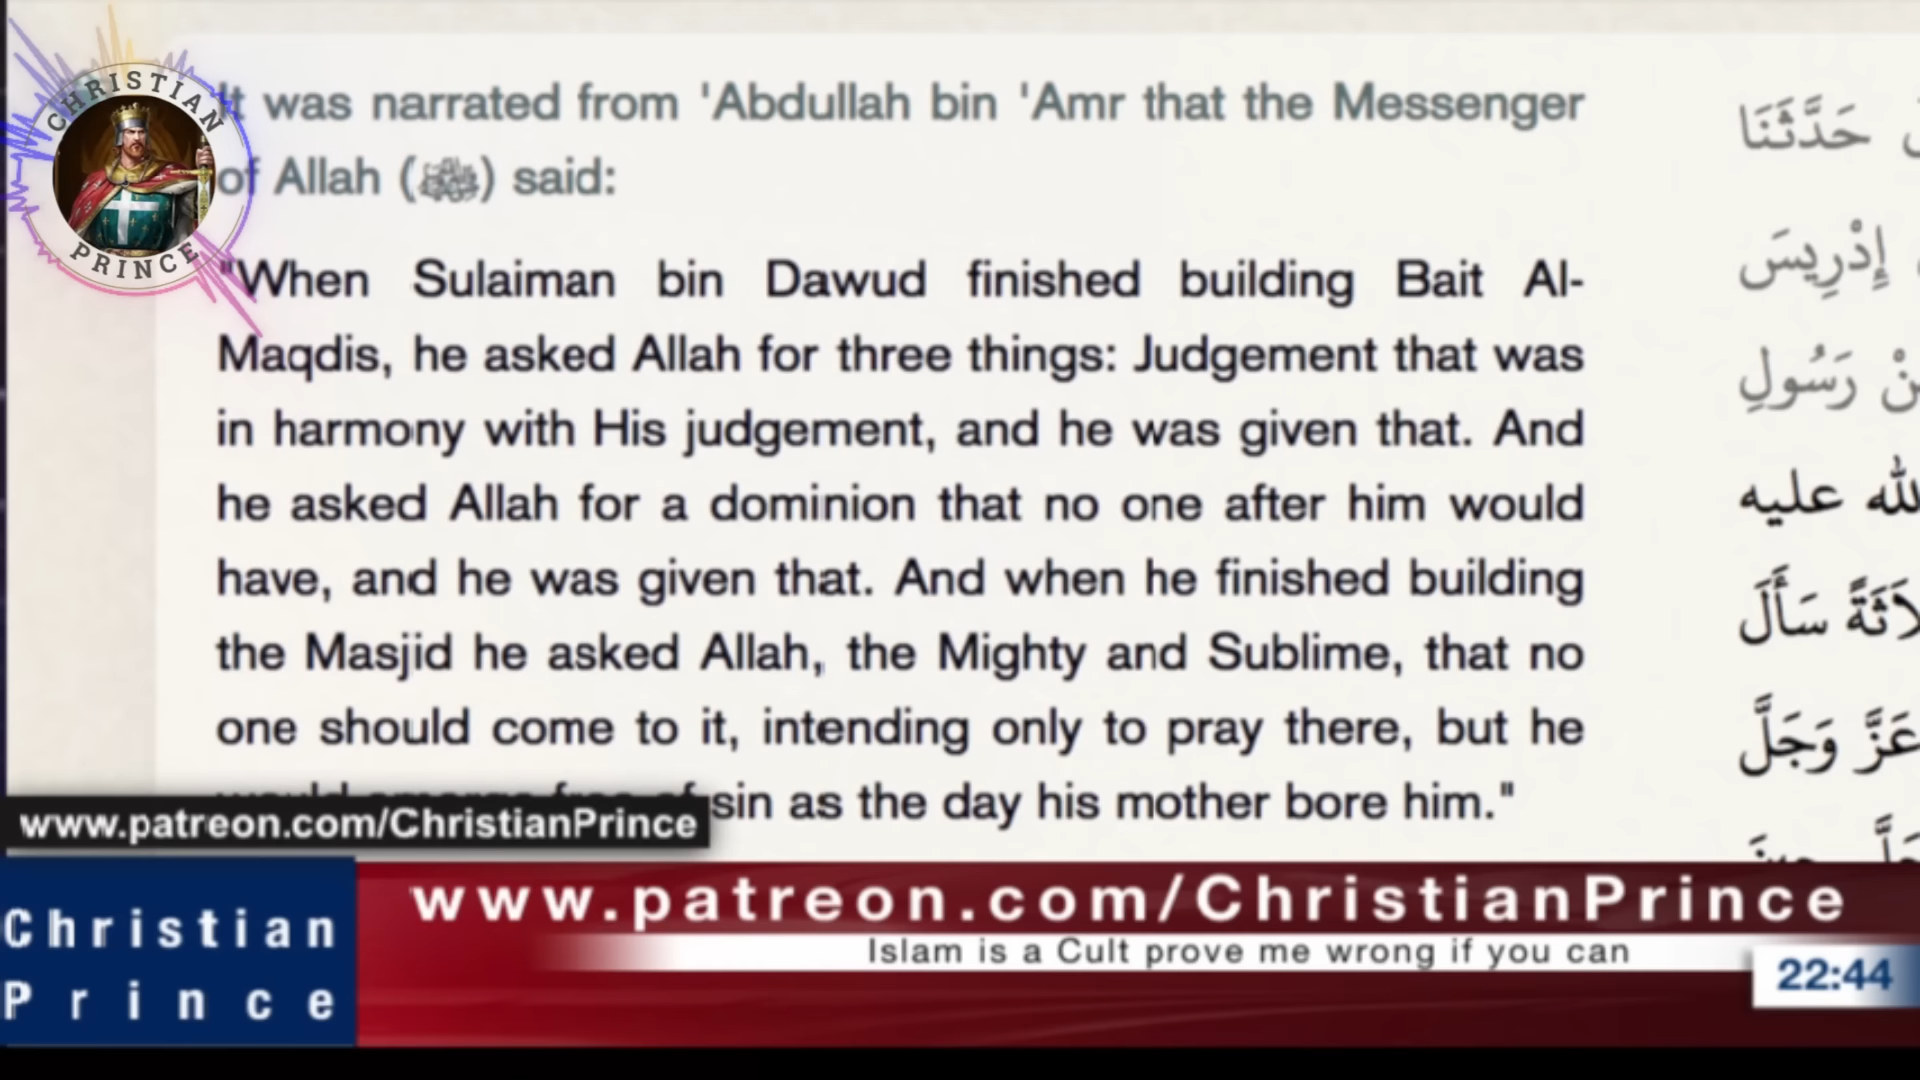 CHRISTIAN
PRINCE
It was narrated from 'Abdullah bin 'Amr that the Messenger
of Allah (ﷺ) said:
"When Sulaiman bin Dawud finished building Bait Al-
Maqdis, he asked Allah for three things: Judgement that was
in harmony with His judgement, and he was given that. And
he asked Allah for a dominion that no one after him would
have, and he was given that. And when he finished building
the Masjid he asked Allah, the Mighty and Sublime, that no
one should come to it, intending only to pray there, but he
sin as the day his mother bore him."
حَدَّثَنَا
إِدْرِيسَ
رَسُولِ
عليه
سَأَلَ
عَزَّ وَجَلَّ
www.patreon.com/ChristianPrince
Christian
Prince
www.patreon.com/ChristianPrince
Islam is a Cult prove me wrong if you can
22:44